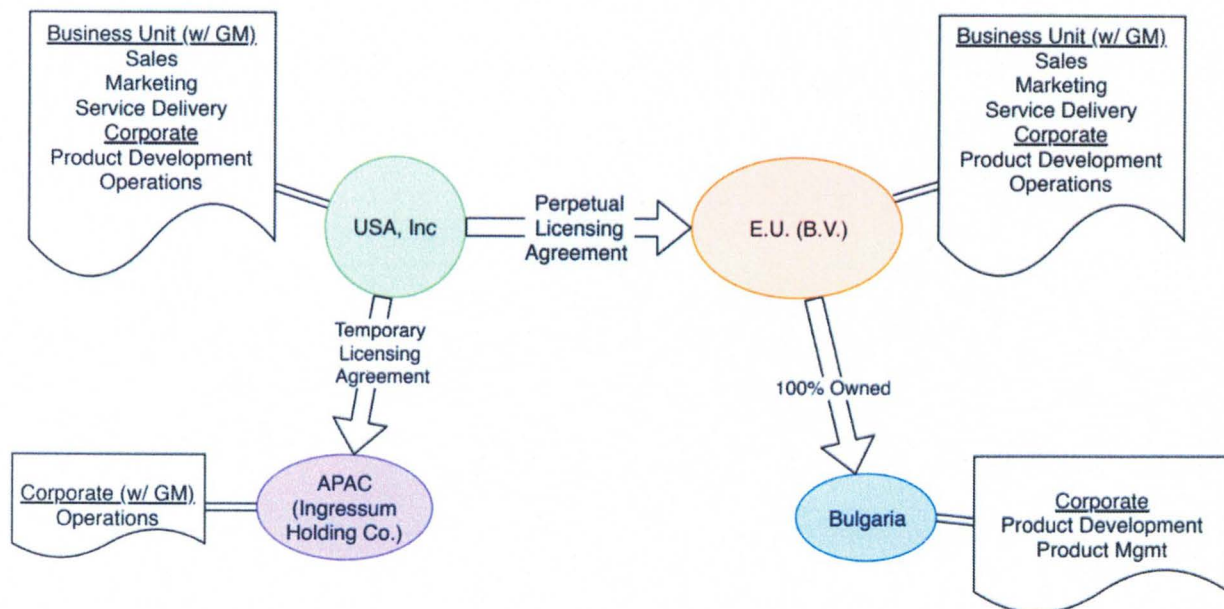 Business Unit (w/ GM)
Sales
Marketing
Service Delivery
Corporate
Product Development
Operations
USA, Inc
Perpetual
Licensing
Agreement
E.U. (B.V.)
Business Unit (w/ GM)
Sales
Marketing
Service Delivery
Corporate
Product Development
Operations
Temporary
Licensing
Agreement
100% Owned
Corporate (w/ GM)
Operations
APAC
(Ingressum
Holding Co.)
Bulgaria
Corporate
Product Development
Product Mgmt